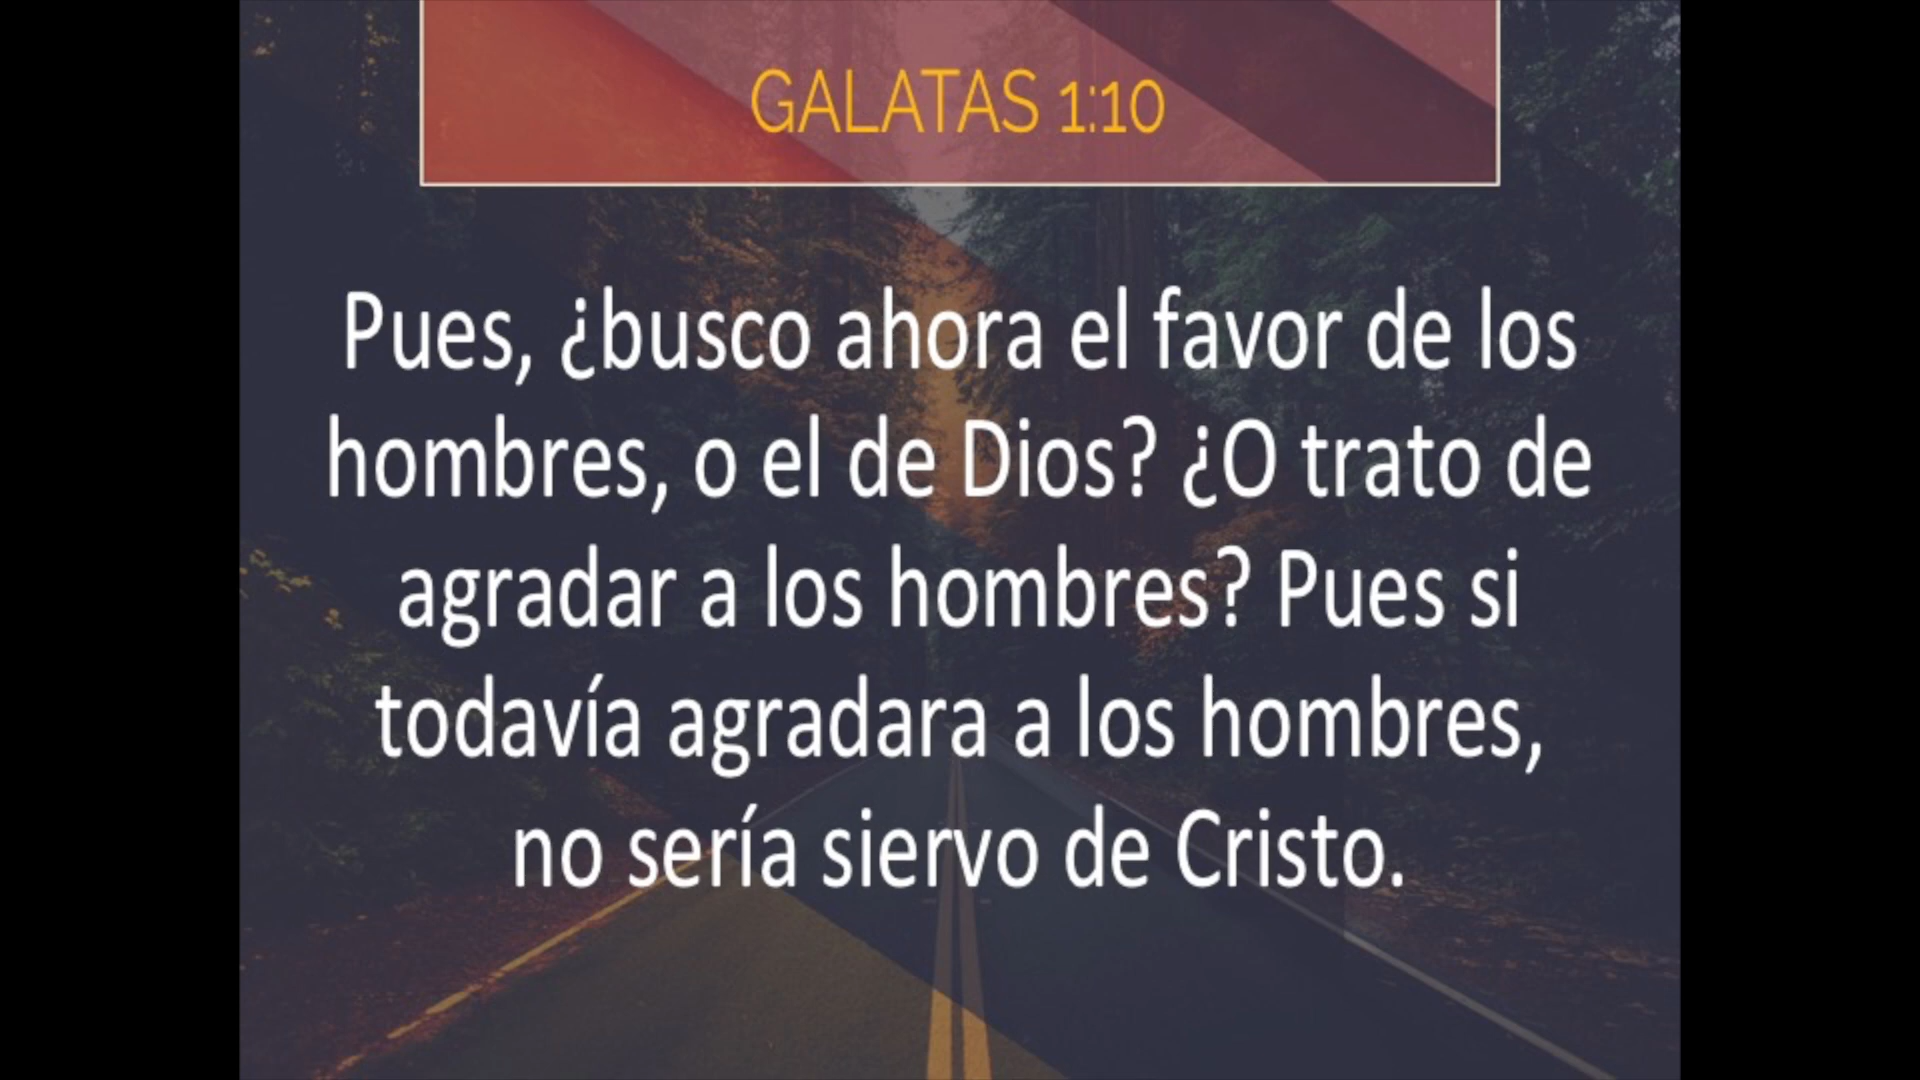 GALATAS 1:10
Pues, ¿busco ahora el favor de los
hombres, o el de Dios? ¿O trato de
agradar a los hombres? Pues si
todavía agradara a los hombres,
no sería siervo de Cristo.